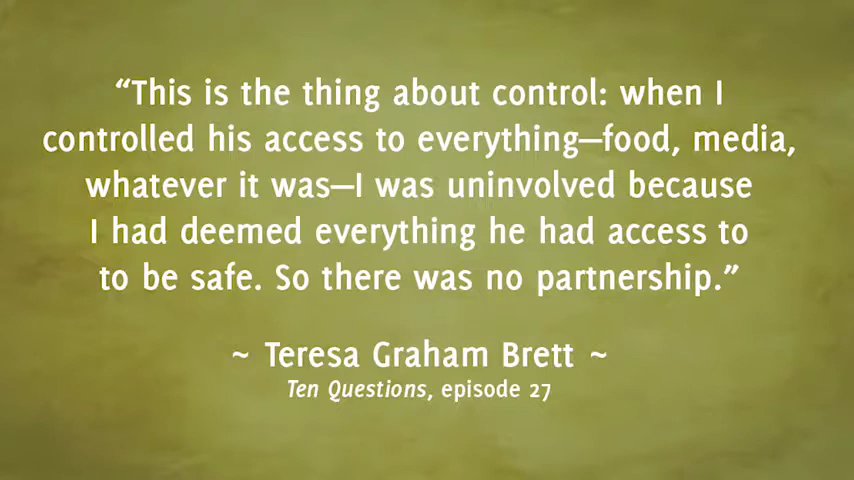 “This is the thing about control: when I
controlled his access to everything—food, media,
whatever it was—I was uninvolved because
I had deemed everything he had access to
to be safe. So there was no partnership.”
~ Teresa Graham Brett ~
Ten Questions, episode 27